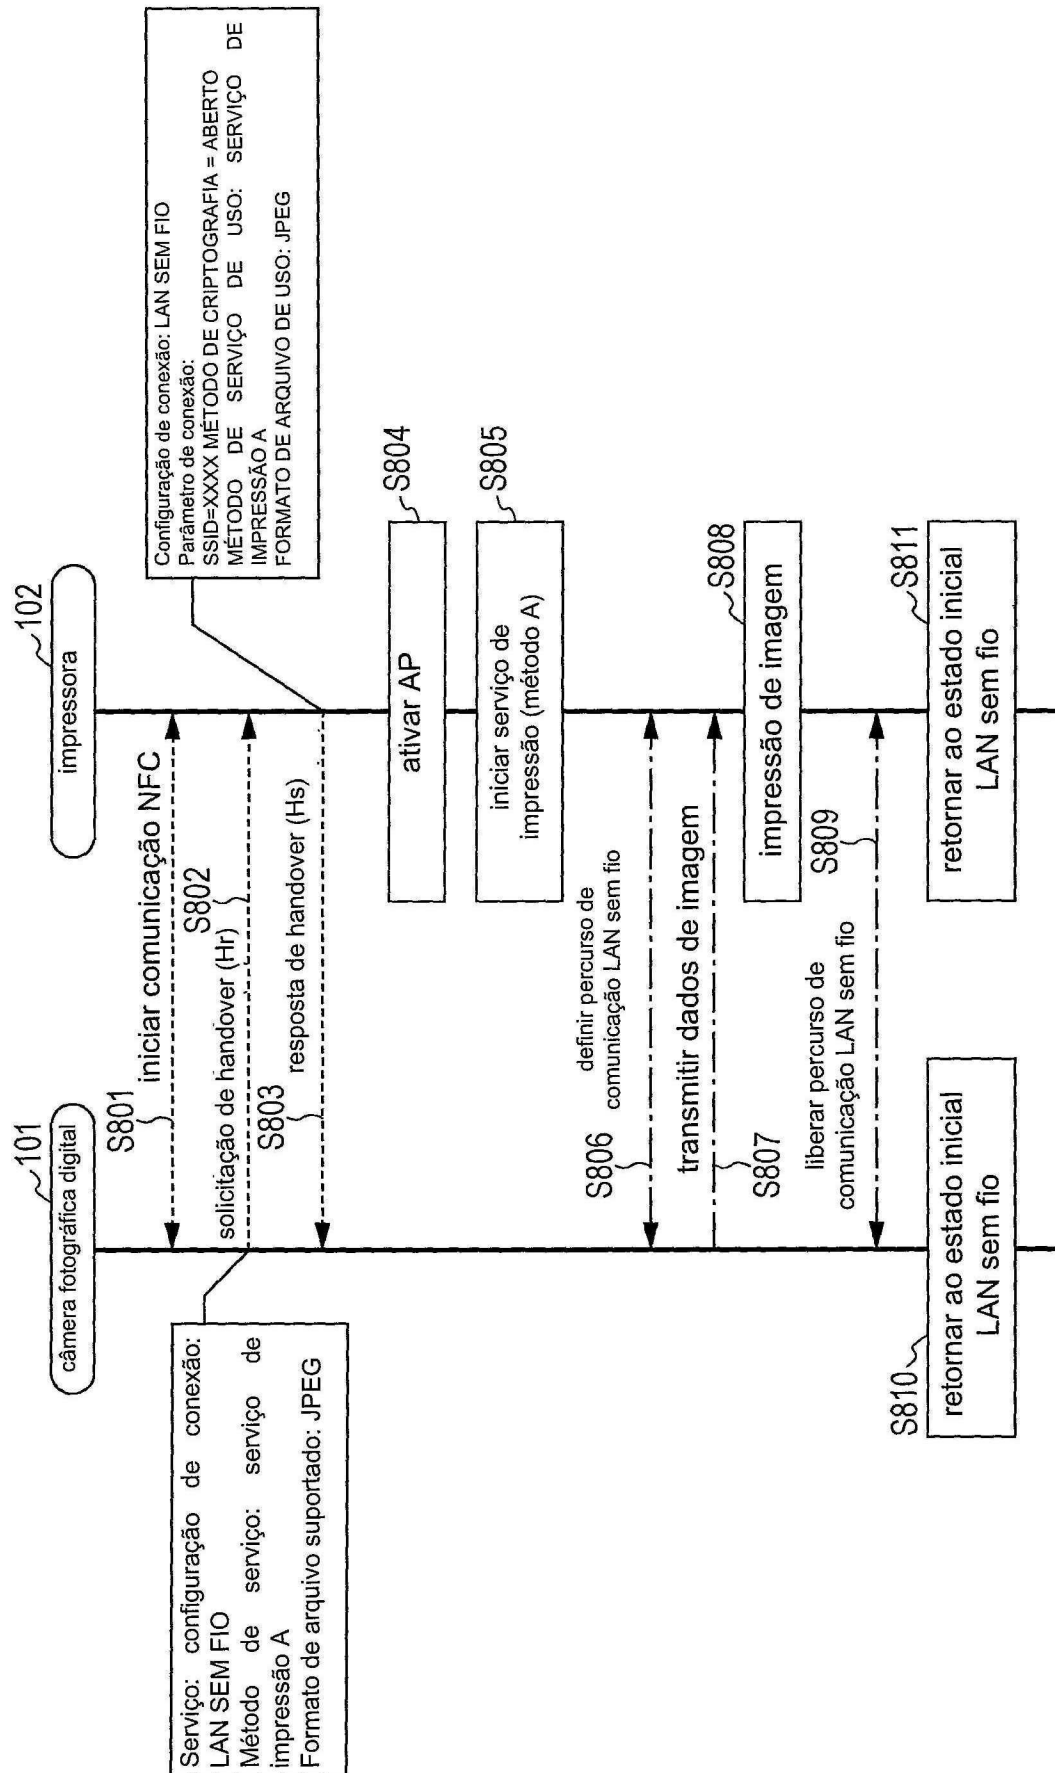 101
câmera fotográfica digital
102
impressora
Serviço: configuração de conexão:
LAN SEM FIO
Método de serviço: serviço de
impressão A
Formato de arquivo suportado: JPEG
Configuração de conexão: LAN SEM FIO
Parâmetro de conexão:
SSID=XXXX MÉTODO DE CRIPTOGRAFIA = ABERTO
MÉTODO DE SERVIÇO DE USO: SERVIÇO DE
IMPRESSÃO A
FORMATO DE ARQUIVO DE USO: JPEG
S801
iniciar comunicação NFC
solicitação de handover (Hr)
S802
S803
resposta de handover (Hs)
ativar AP
S804
iniciar serviço de
impressão (método A)
S805
S806
definir percurso de
comunicação LAN sem fio
transmitir dados de imagem
S807
impressão de imagem
S808
liberar percurso de
comunicação LAN sem fio
S809
S810
retornar ao estado inicial
LAN sem fio
retornar ao estado inicial
LAN sem fio
S811